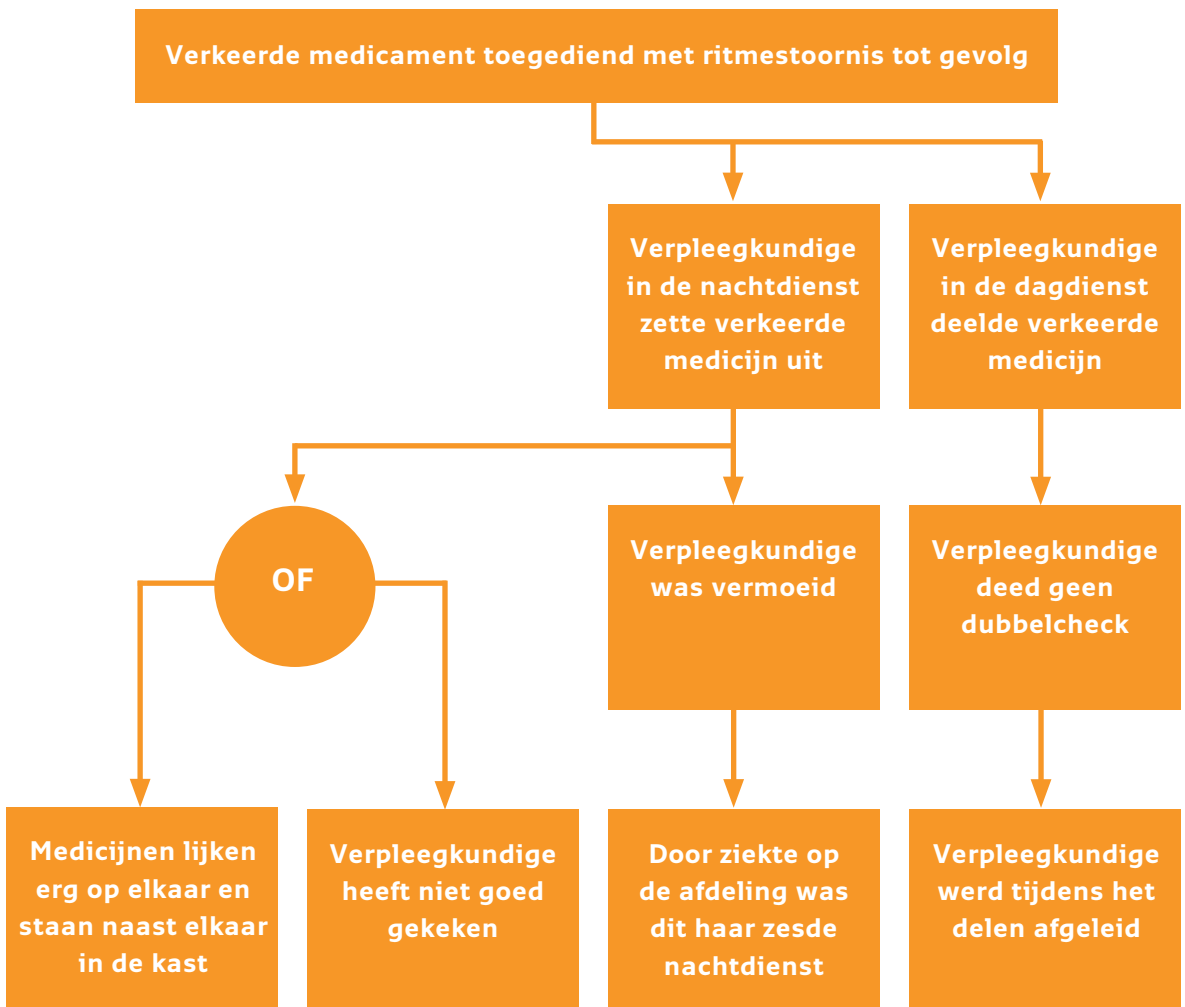 Verkeerde medicament toegediend met ritmestoornis tot gevolg
Verpleegkundige
in de nachtdienst
zette verkeerde
medicijn uit
Verpleegkundige
in de dagdienst
deelde verkeerde
medicijn
OF
Verpleegkundige
was vermoeid
Verpleegkundige
deed geen
dubbelcheck
Medicijnen lijken
erg op elkaar en
staan naast elkaar
in de kast
Verpleegkundige
heeft niet goed
gekeken
Door ziekte op
de afdeling was
dit haar zesde
nachtdienst
Verpleegkundige
werd tijdens het
delen afgeleid